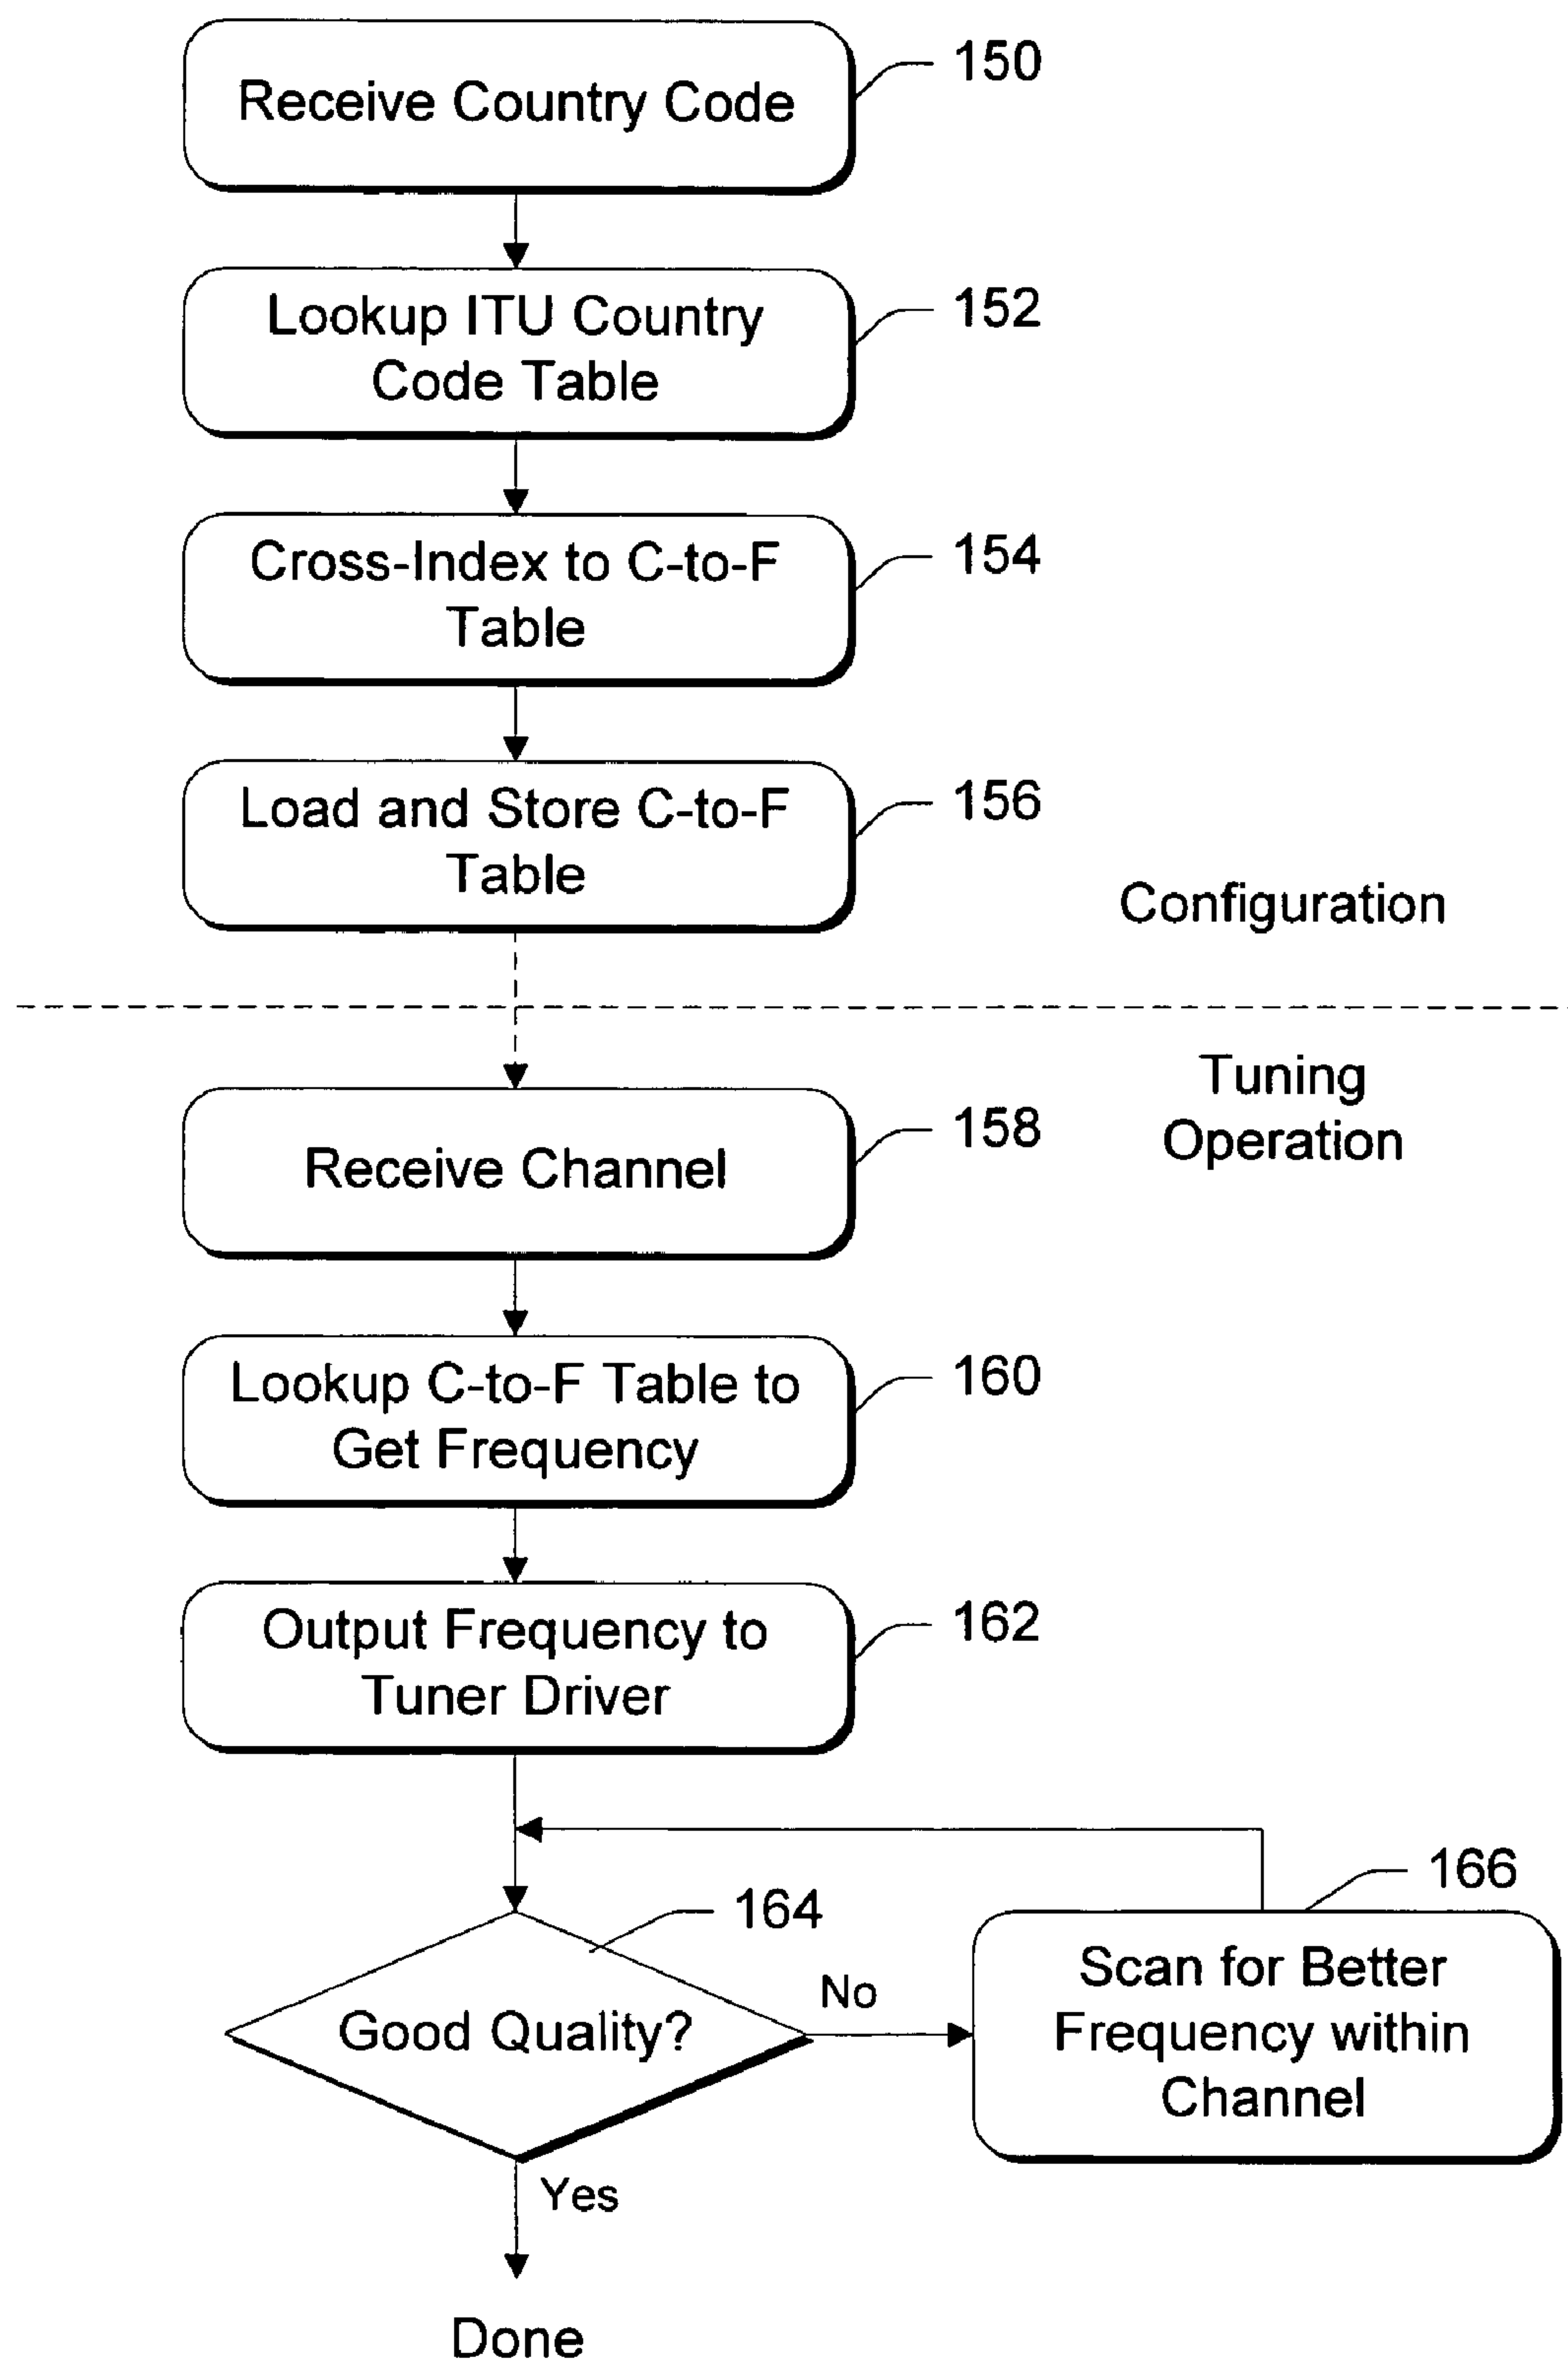 Receive Country Code
150
Lookup ITU Country
Code Table
152
Cross-Index to C-to-F
Table
154
Load and Store C-to-F
Table
156
Configuration
Tuning
Operation
Receive Channel
158
Lookup C-to-F Table to
Get Frequency
160
Output Frequency to
Tuner Driver
162
164
Good Quality?
No
166
Scan for Better
Frequency within
Channel
Yes
Done